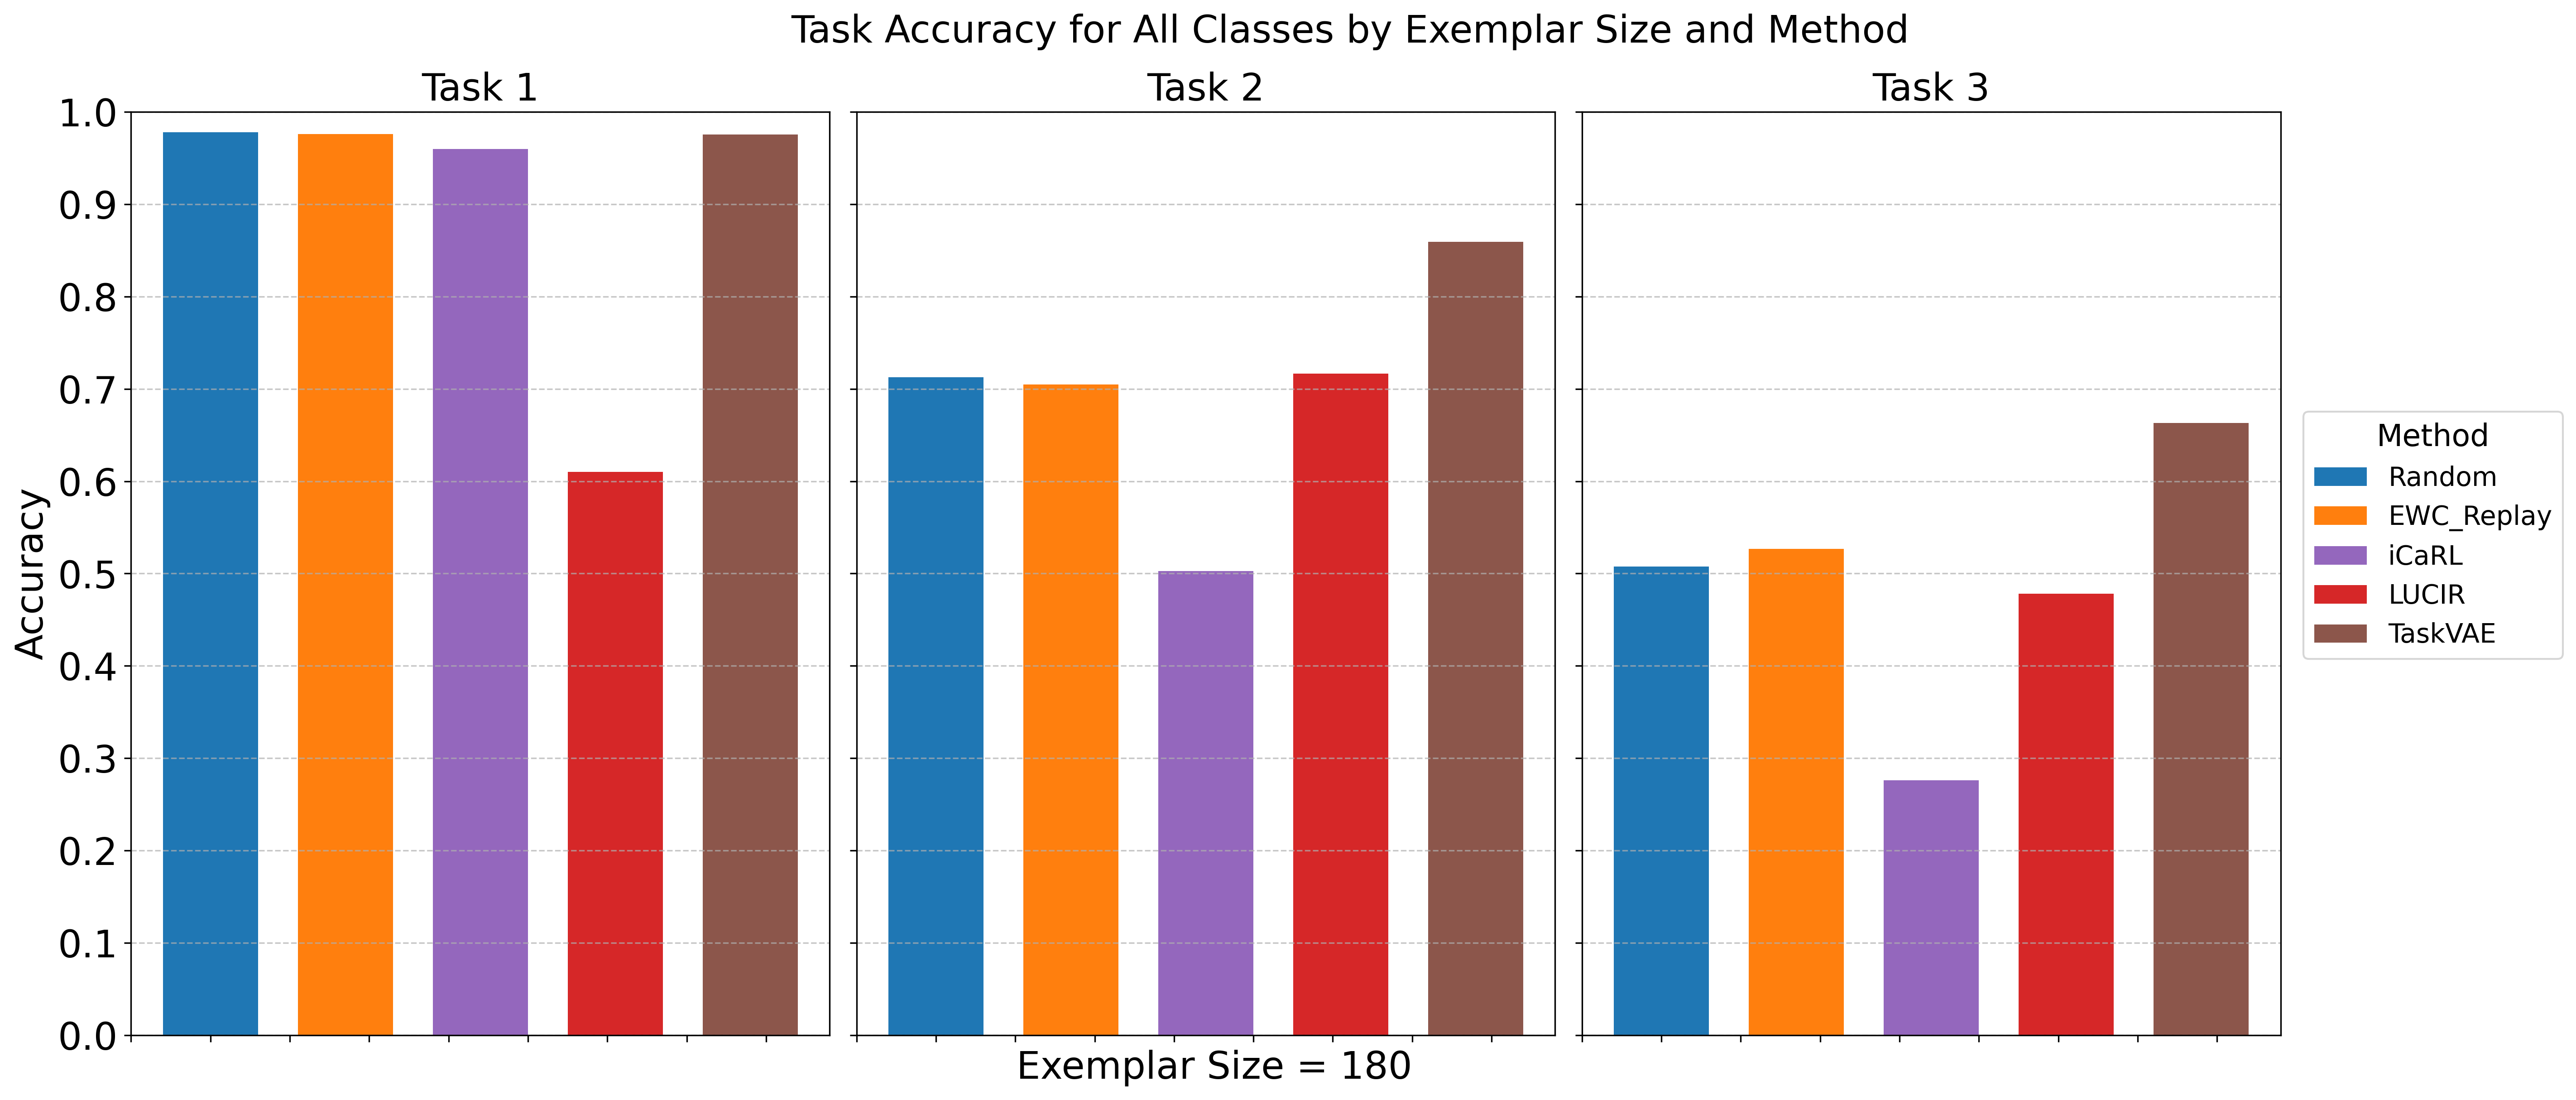 Task Accuracy for All Classes by Exemplar Size and Method
Task 1
Task 2
Task 3
1.0
0.9
0.8
0.7
0.6
0.5
0.4
0.3
0.2
0.1
0.0
Accuracy
Exemplar Size = 180
Method
Random
EWC_Replay
iCaRL
LUCIR
TaskVAE